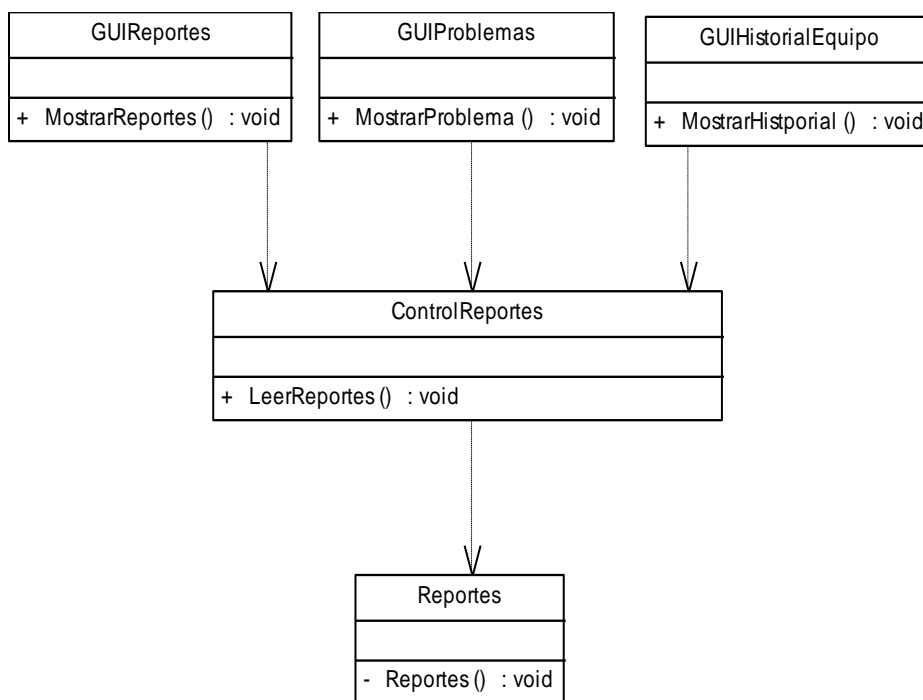 GUIReportes
+ MostrarReportes () : void
GUIProblemas
+ MostrarProblema () : void
GUIHistorialEquipo
+ MostrarHistporial () : void
ControlReportes
+ LeerReportes () : void
Reportes
- Reportes () : void